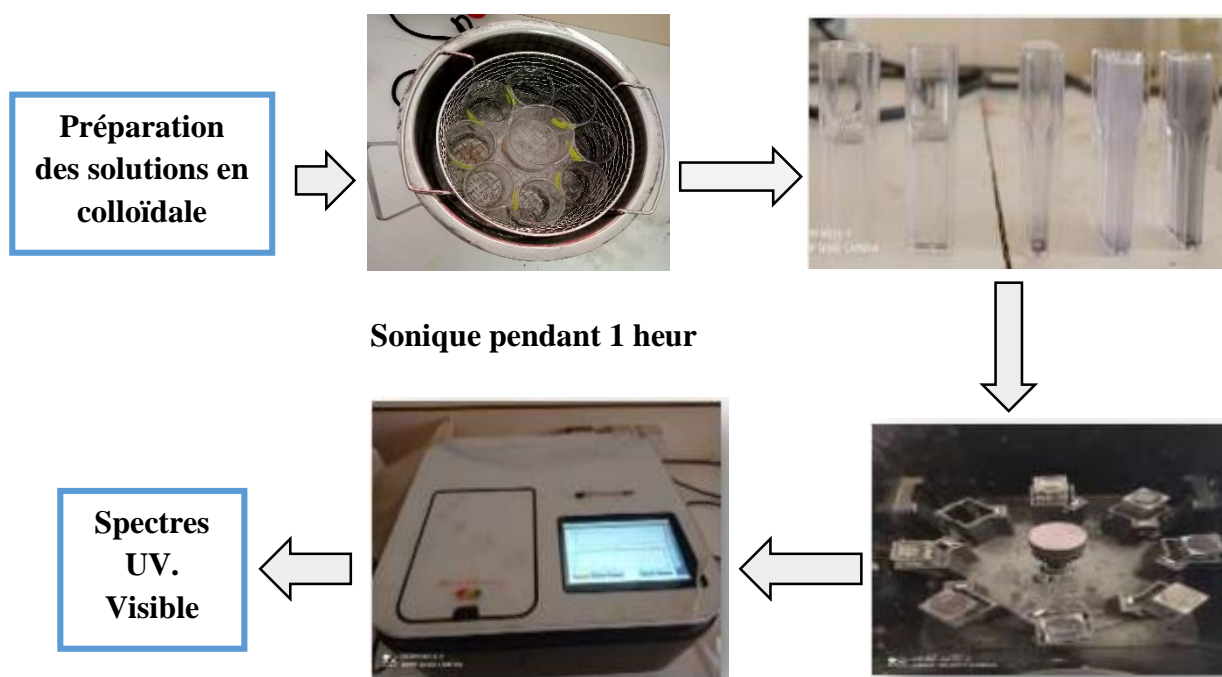 Préparation
des solutions en
colloïdale
Sonique pendant 1 heur
Spectres
UV.
Visible